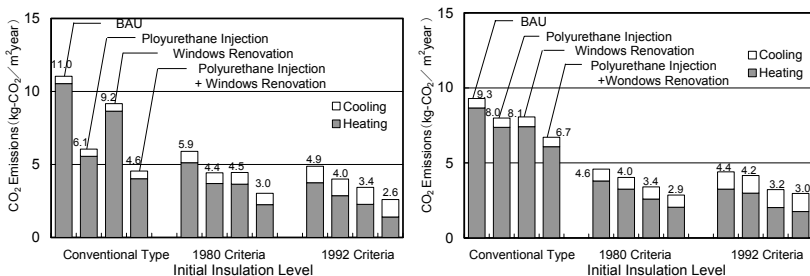 15
10
5
0
CO2 Emissions (kg-CO2／m2year)
BAU
Ployurethane Injection
Windows Renovation
Polyurethane Injection
+ Windows Renovation
Cooling
Heating
11.0
6.1
9.2
4.6
5.9
4.4
4.5
3.0
4.9
4.0
3.4
2.6
Conventional Type
1980 Criteria
1992 Criteria
Initial Insulation Level
15
10
5
0
CO2 Emissions (kg-CO2／m2year)
BAU
Polyurethane Injection
Windows Renovation
Polyurethane Injection
+Wondows Renovation
Cooling
Heating
9.3
8.0
8.1
6.7
4.6
4.0
3.4
2.9
4.4
4.2
3.2
3.0
Conventional Type
1980 Criteria
1992 Criteria
Initial Insulation Level